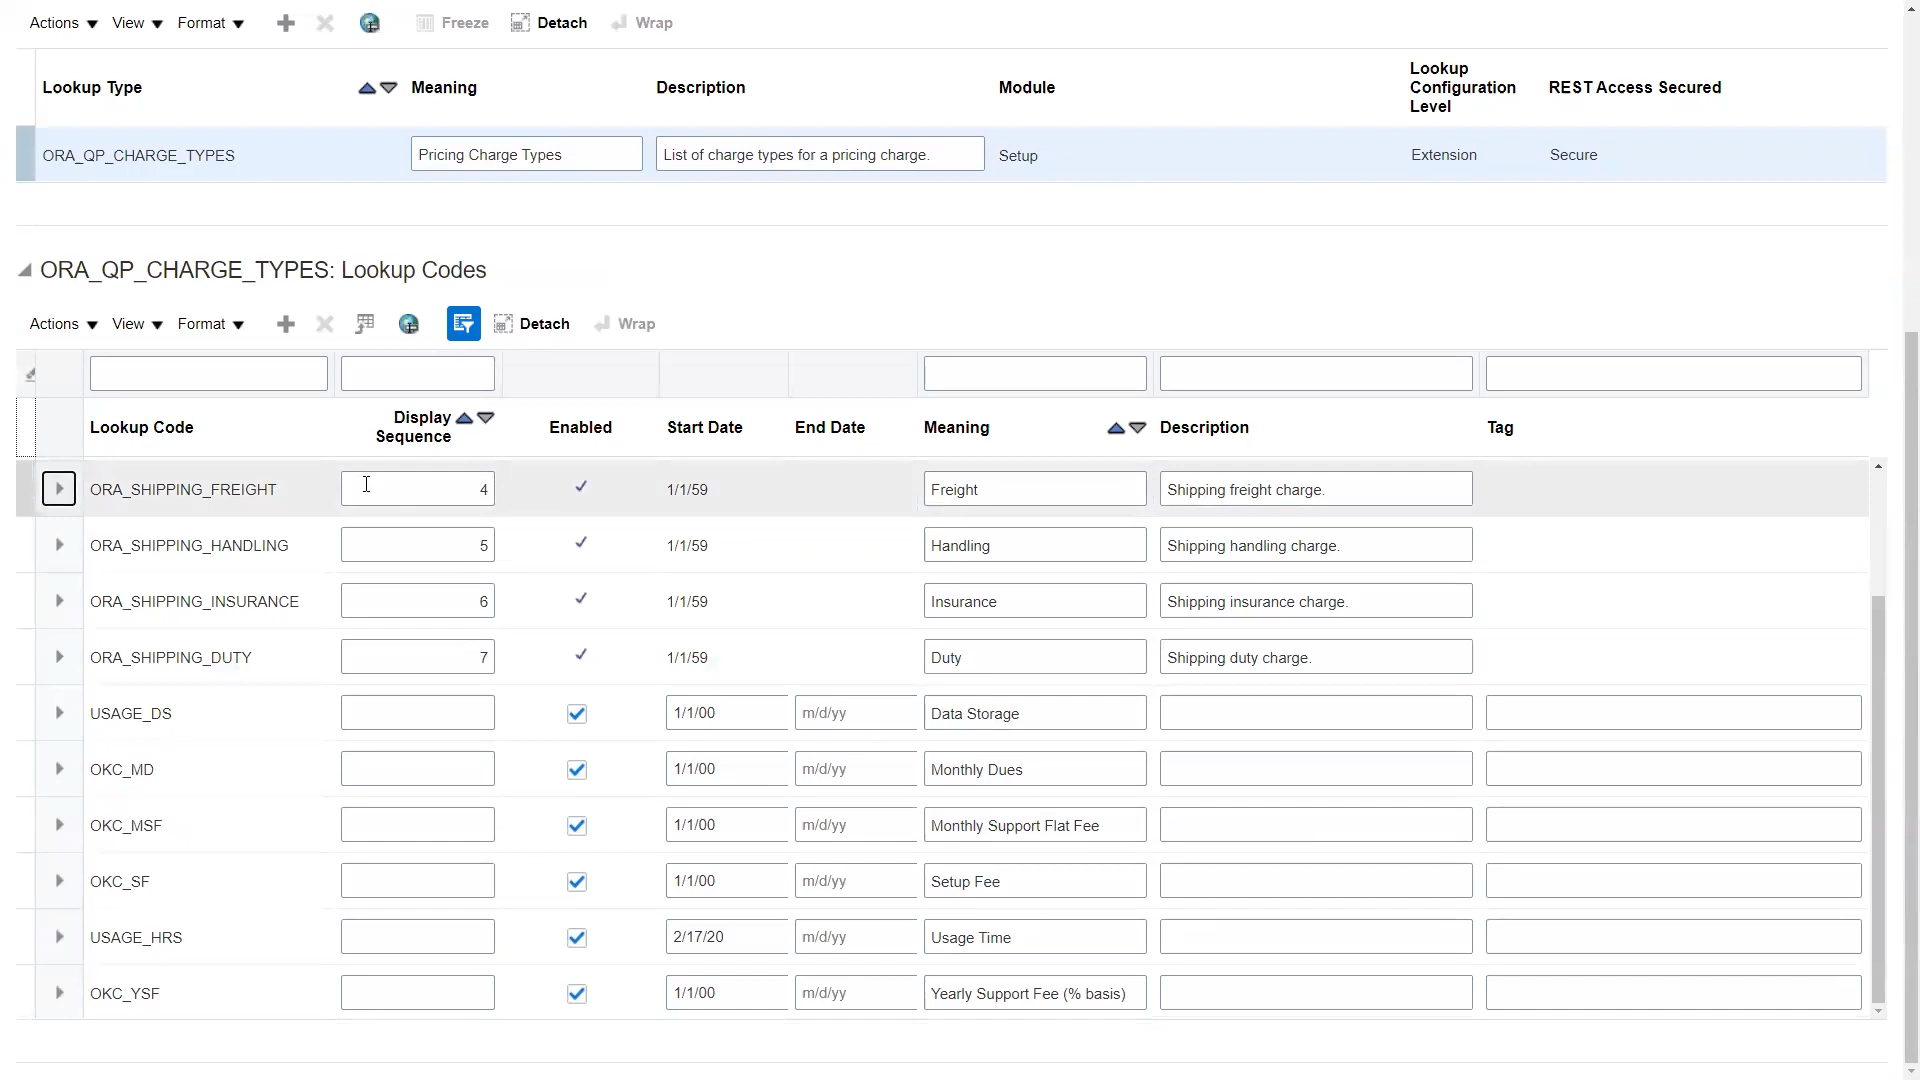 Actions View Format Freeze Detach Wrap
Lookup Type Meaning Description Module Lookup Configuration Level REST Access Secured
ORA_QP_CHARGE_TYPES Pricing Charge Types List of charge types for a pricing charge. Setup Extension Secure
ORA_QP_CHARGE_TYPES: Lookup Codes
Actions View Format Detach Wrap
Lookup Code Display Sequence Enabled Start Date End Date Meaning Description Tag
ORA_SHIPPING_FREIGHT 4 1/1/59 Freight Shipping freight charge.
ORA_SHIPPING_HANDLING 5 1/1/59 Handling Shipping handling charge.
ORA_SHIPPING_INSURANCE 6 1/1/59 Insurance Shipping insurance charge.
ORA_SHIPPING_DUTY 7 1/1/59 Duty Shipping duty charge.
USAGE_DS 1/1/00 m/d/yy Data Storage
OKC_MD 1/1/00 m/d/yy Monthly Dues
OKC_MSF 1/1/00 m/d/yy Monthly Support Flat Fee
OKC_SF 1/1/00 m/d/yy Setup Fee
USAGE_HRS 2/17/20 m/d/yy Usage Time
OKC_YSF 1/1/00 m/d/yy Yearly Support Fee (% basis)